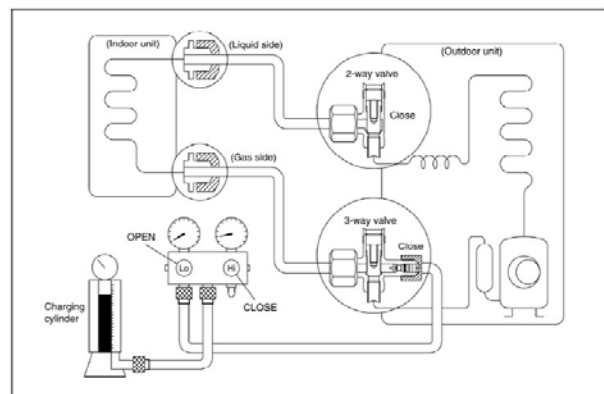 (Indoor unit)
(Liquid side)
(Outdoor unit)
2-way valve
Close
(Gas side)
3-way valve
Close
OPEN
Lo
Hi
CLOSE
Charging
cylinder